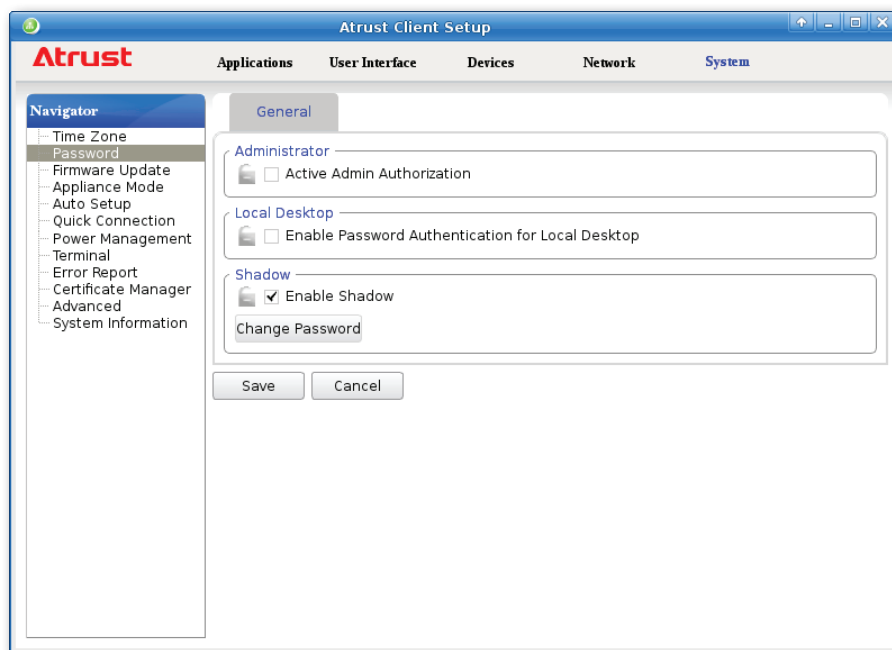 Atrust Client Setup
Atrust
Applications User Interface Devices Network System
Navigator
Time Zone
Password
Firmware Update
Appliance Mode
Auto Setup
Quick Connection
Power Management
Terminal
Error Report
Certificate Manager
Advanced
System Information
General
Administrator
Active Admin Authorization
Local Desktop
Enable Password Authentication for Local Desktop
Shadow
Enable Shadow
Change Password
Save Cancel